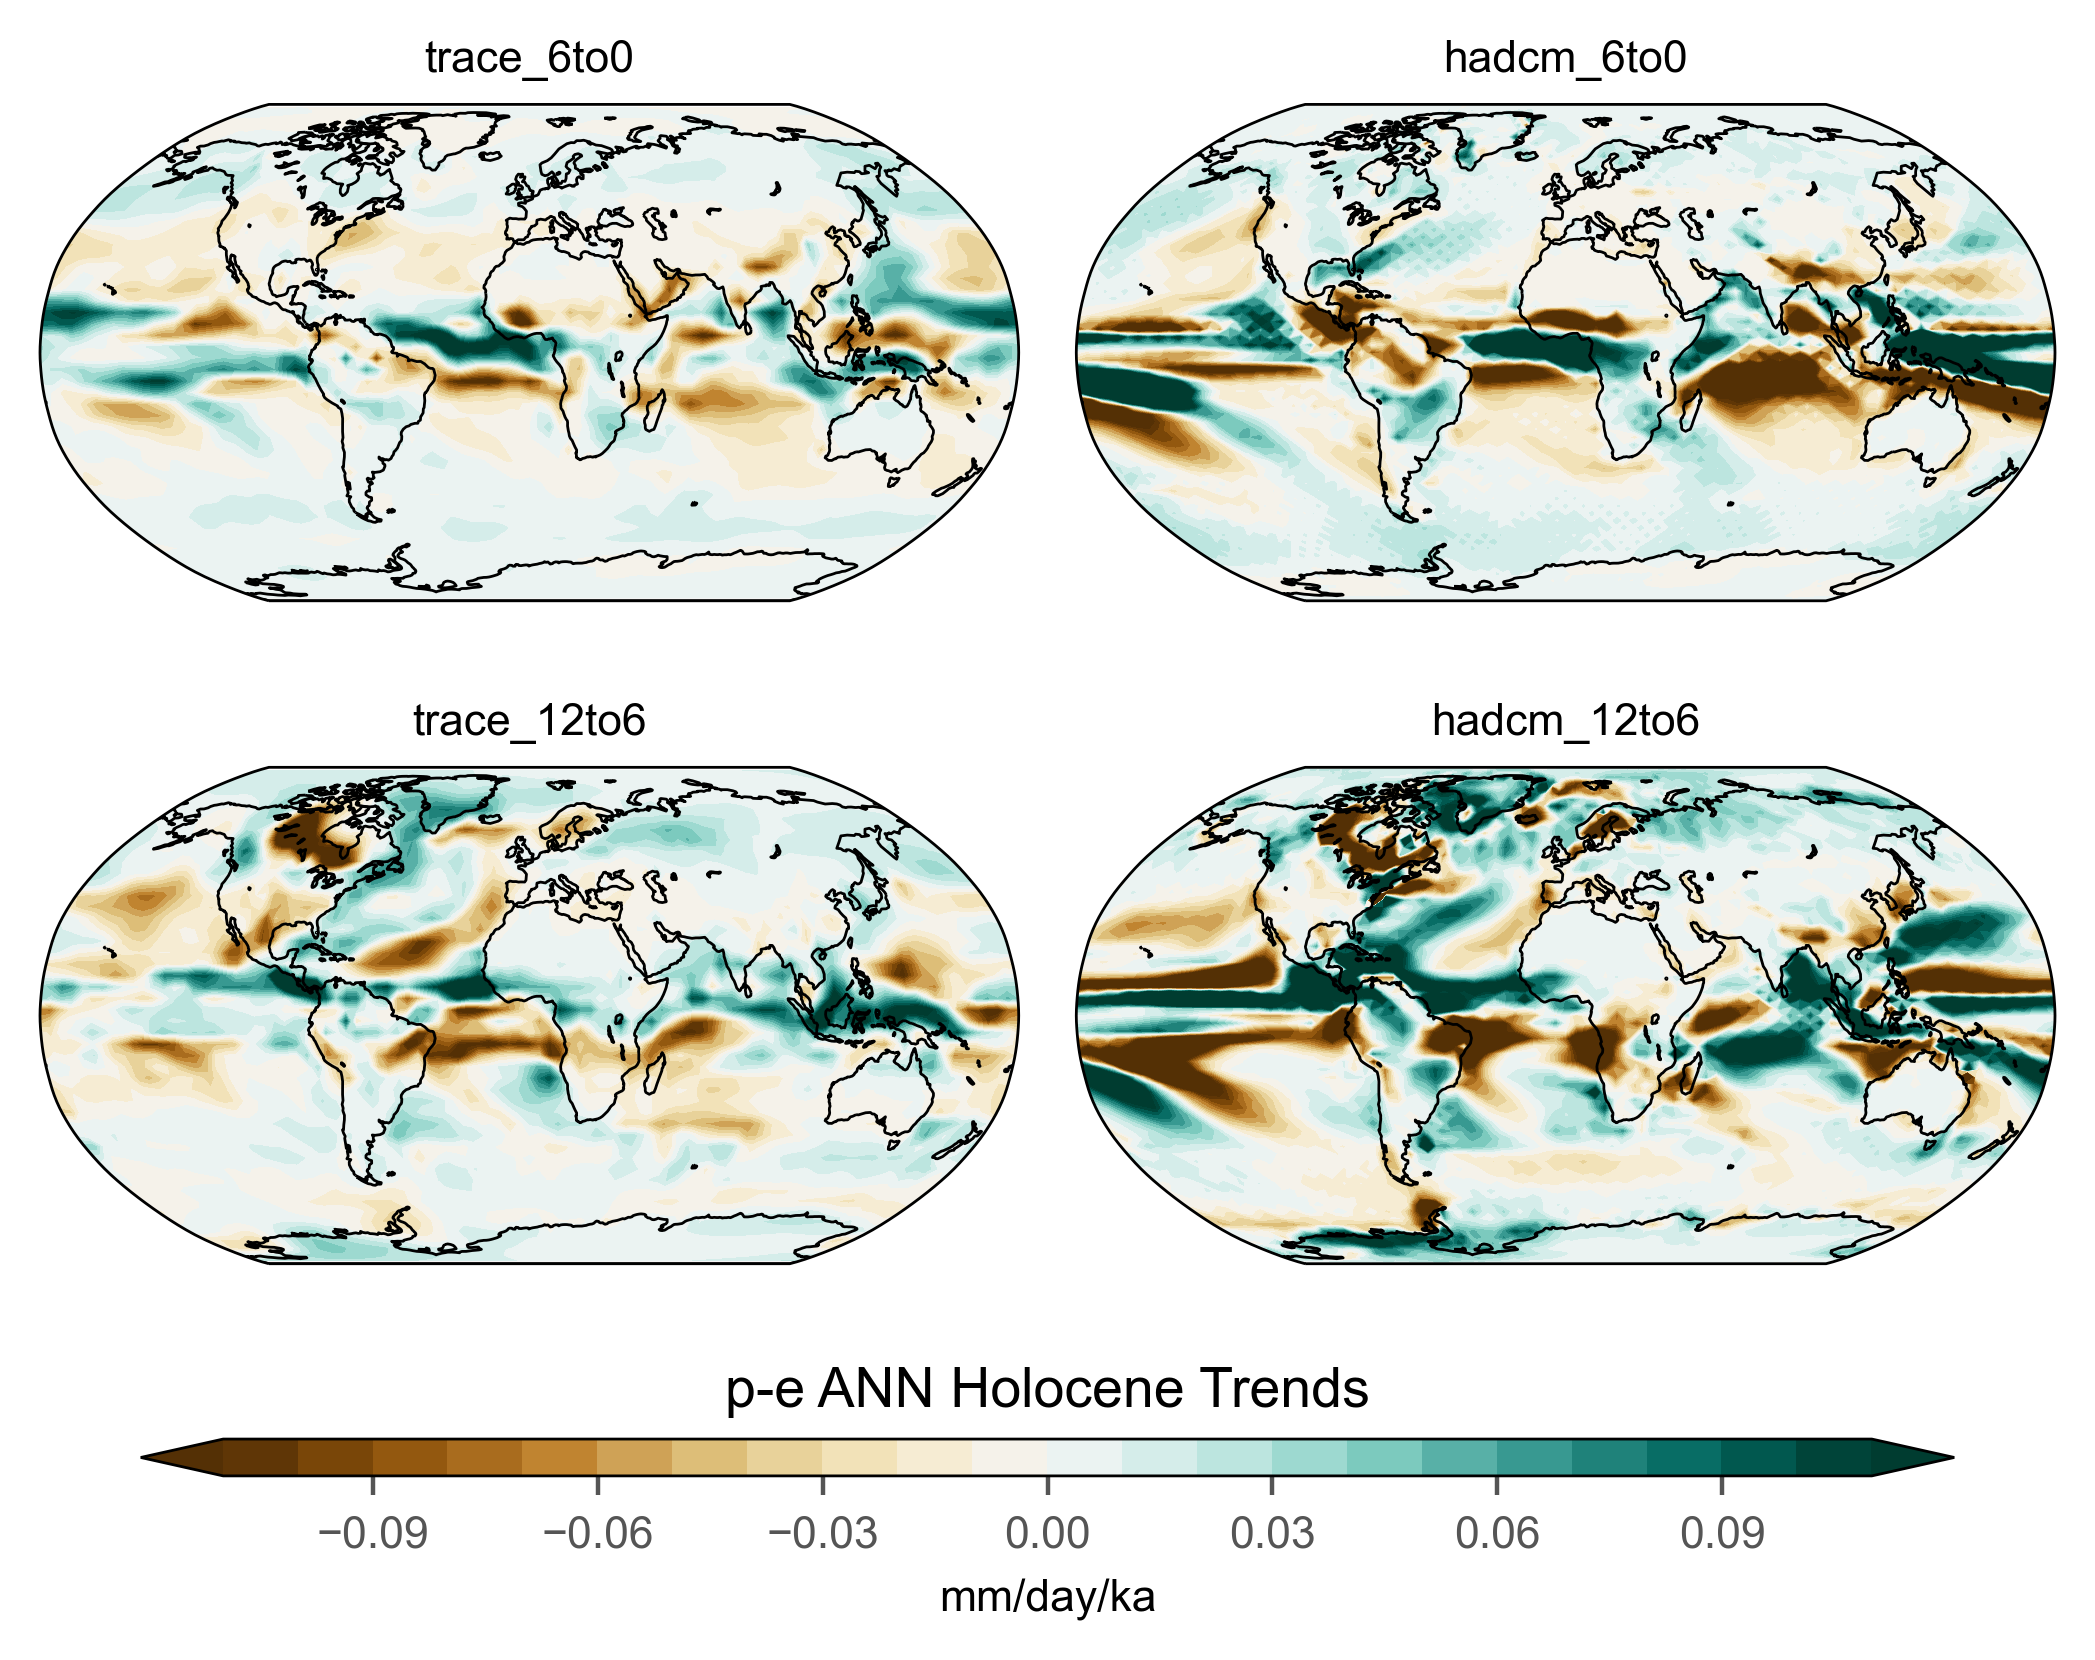 trace_6to0
hadcm_6to0
trace_12to6
hadcm_12to6
p-e ANN Holocene Trends
−0.09 −0.06 −0.03 0.00 0.03 0.06 0.09
mm/day/ka